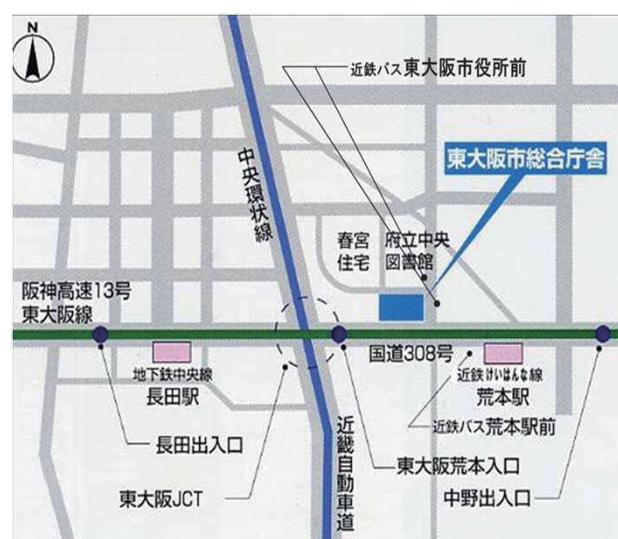 N
近鉄バス東大阪市役所前
中央環状線
東大阪市総合庁舎
春宮
住宅
府立中央
図書館
阪神高速13号
東大阪線
国道308号
地下鉄中央線
長田駅
近鉄けいはんな線
荒本駅
近鉄バス荒本駅前
長田出入口
近畿自動車道
東大阪荒本入口
東大阪JCT
中野出入口